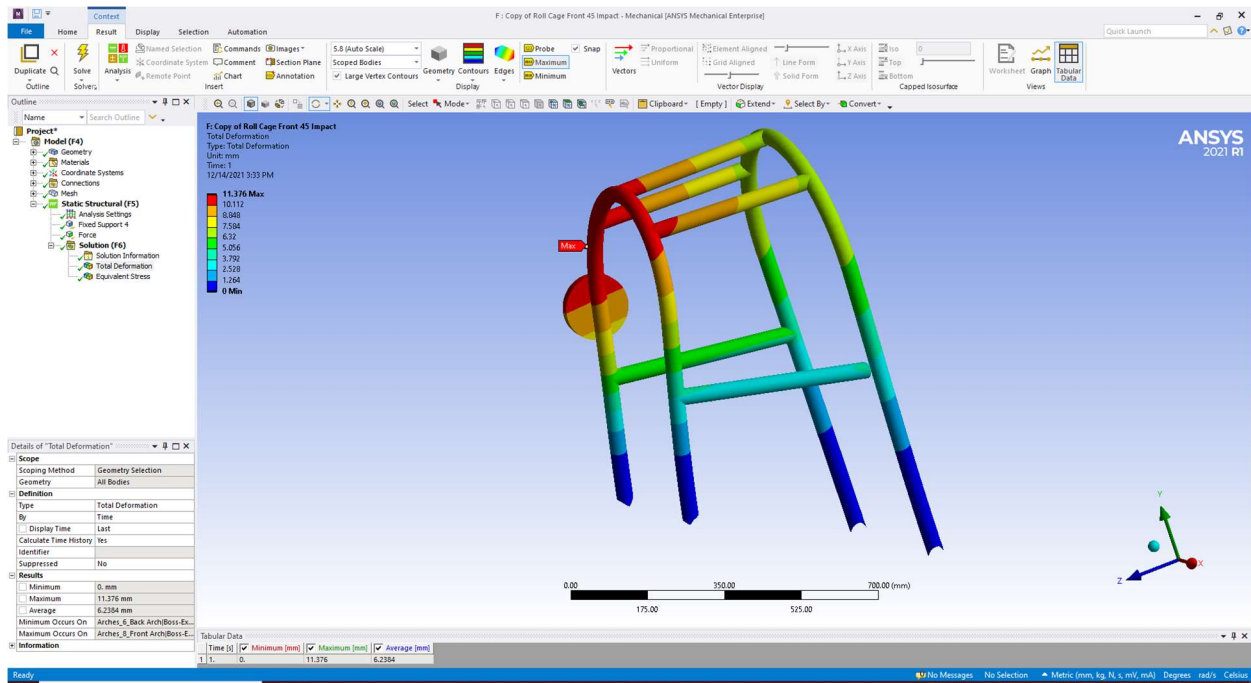 Context
F : Copy of Roll Cage Front 45 Impact - Mechanical [ANSYS Mechanical Enterprise]
File Home Result Display Selection Automation
Quick Launch
Duplicate
Outline
Solve
Solver
Analysis
Named Selection
Coordinate System
Remote Point
Commands
Comment
Chart
Images
Section Plane
Annotation
Insert
5.8 (Auto Scale)
Scoped Bodies
Large Vertex Contours
Geometry Contours Edges
Display
Probe
Maximum
Minimum
Snap
Vectors
Proportional
Uniform
Element Aligned
Grid Aligned
Line Form
Solid Form
X Axis
Y Axis
Z Axis
Vector Display
Iso
0
Top
Bottom
Capped Isosurface
Worksheet Graph Tabular Data
Views
Outline
Name Search Outline
Select Mode Clipboard [ Empty ] Extend Select By Convert
Project*
Model (F4)
Geometry
Materials
Coordinate Systems
Connections
Mesh
Static Structural (F5)
Analysis Settings
Fixed Support 4
Force
Solution (F6)
Solution Information
Total Deformation
Equivalent Stress
F: Copy of Roll Cage Front 45 Impact
Total Deformation
Type: Total Deformation
Unit: mm
Time: 1
12/14/2021 3:33 PM
11.376 Max
10.112
8.848
7.584
6.32
5.056
3.792
2.528
1.264
0 Min
Max
ANSYS
2021 R1
Y
X
Z
0.00 350.00 700.00 (mm)
175.00 525.00
Details of "Total Deformation"
Scope
Scoping Method Geometry Selection
Geometry All Bodies
Definition
Type Total Deformation
By Time
Display Time Last
Calculate Time History Yes
Identifier
Suppressed No
Results
Minimum 0. mm
Maximum 11.376 mm
Average 6.2384 mm
Minimum Occurs On Arches_6_Back Arch|Boss-Ex...
Maximum Occurs On Arches_8_Front Arch|Boss-E...
Information
Tabular Data
Time [s] Minimum [mm] Maximum [mm] Average [mm]
1 1. 0. 11.376 6.2384
Ready
No Messages No Selection Metric (mm, kg, N, s, mV, mA) Degrees rad/s Celsius